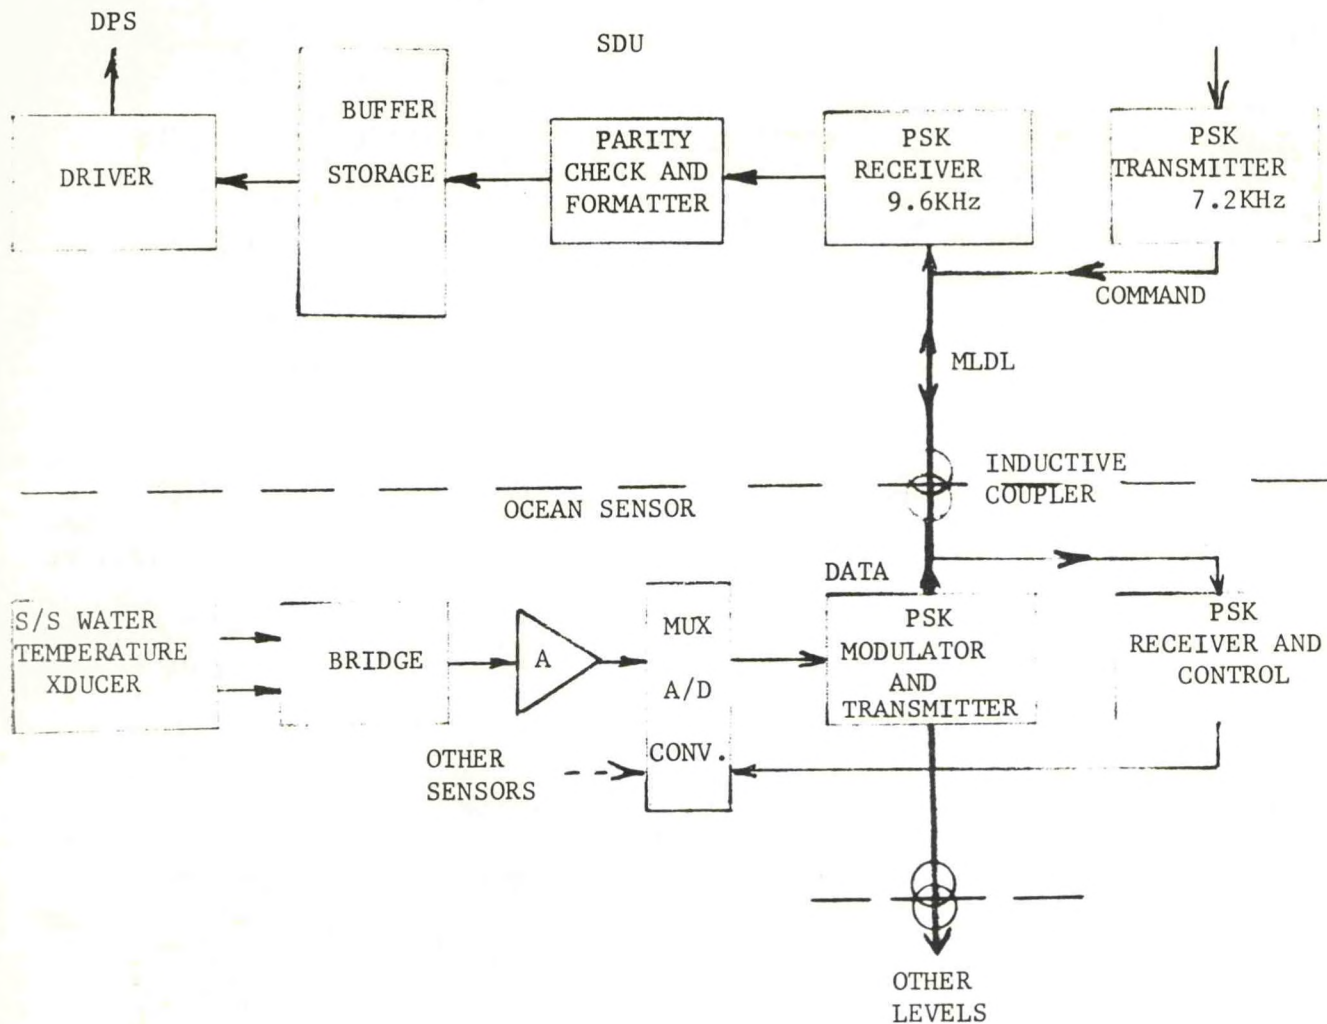 DPS
SDU
DRIVER
BUFFER
STORAGE
PARITY
CHECK AND
FORMATTER
PSK
RECEIVER
9.6KHz
PSK
TRANSMITTER
7.2KHz
COMMAND
MLDL
INDUCTIVE
COUPLER
OCEAN SENSOR
DATA
S/S WATER
TEMPERATURE
XDUCER
BRIDGE
A
MUX
A/D
CONV.
PSK
MODULATOR
AND
TRANSMITTER
PSK
RECEIVER AND
CONTROL
OTHER
SENSORS
OTHER
LEVELS